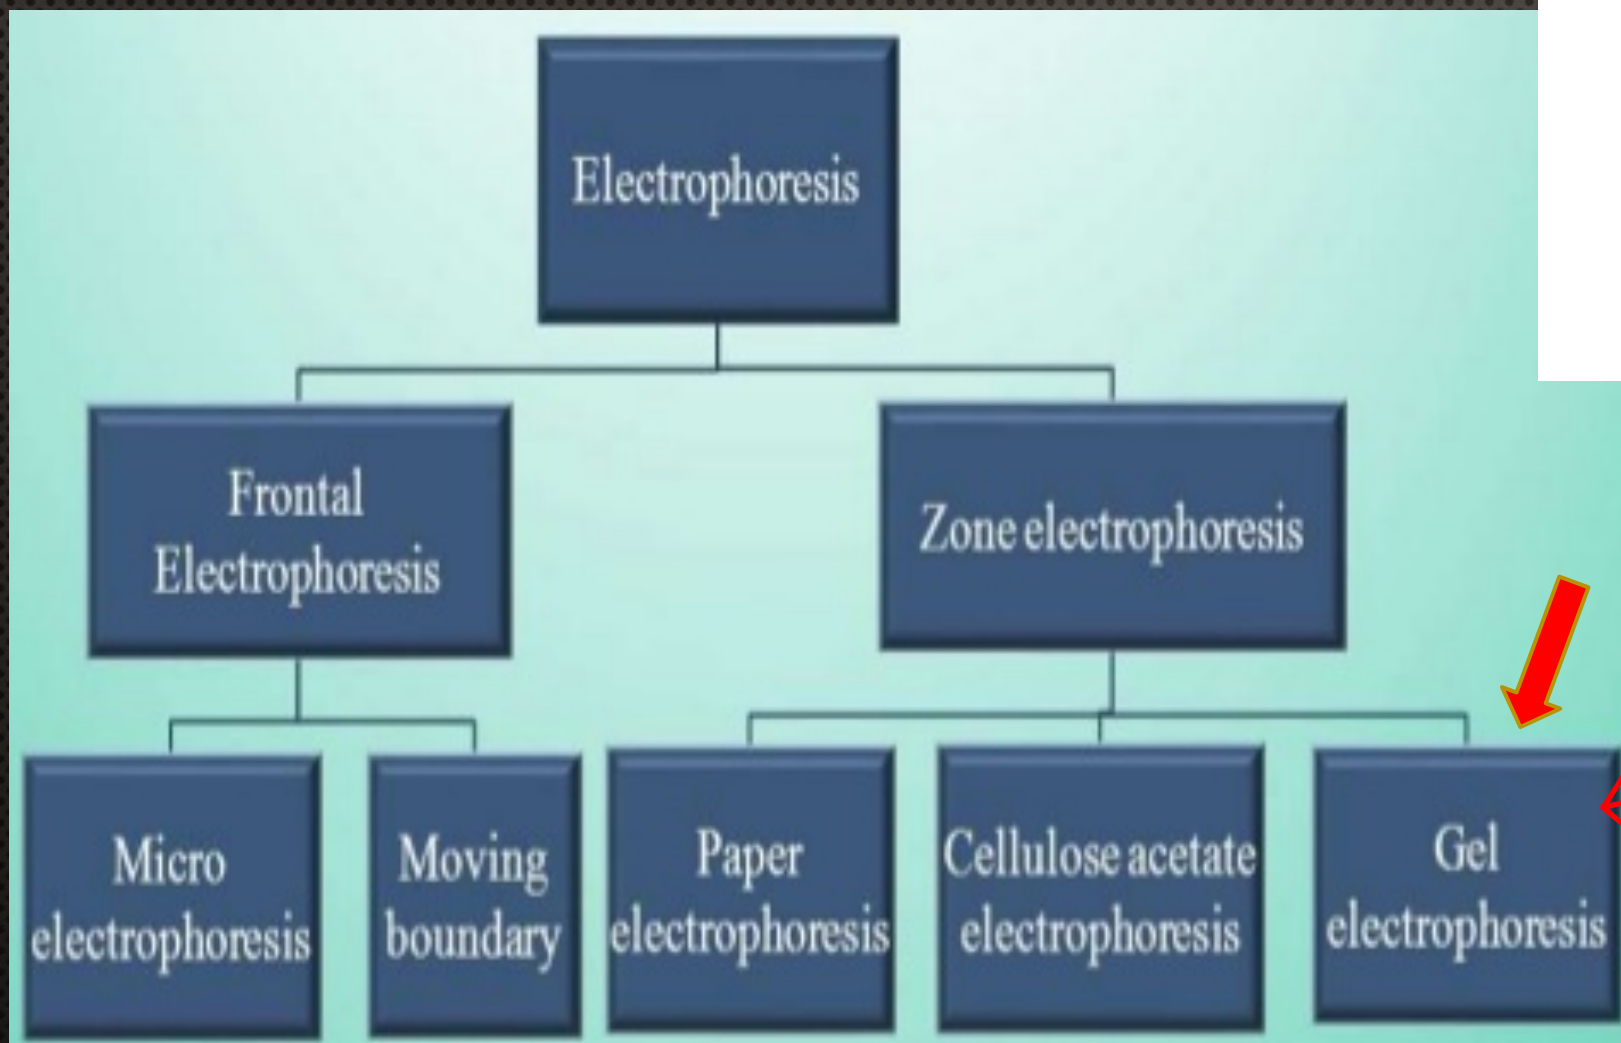 Electrophoresis
Frontal
Electrophoresis
Zone electrophoresis
Micro
electrophoresis
Moving
boundary
Paper
electrophoresis
Cellulose acetate
electrophoresis
Gel
electrophoresis